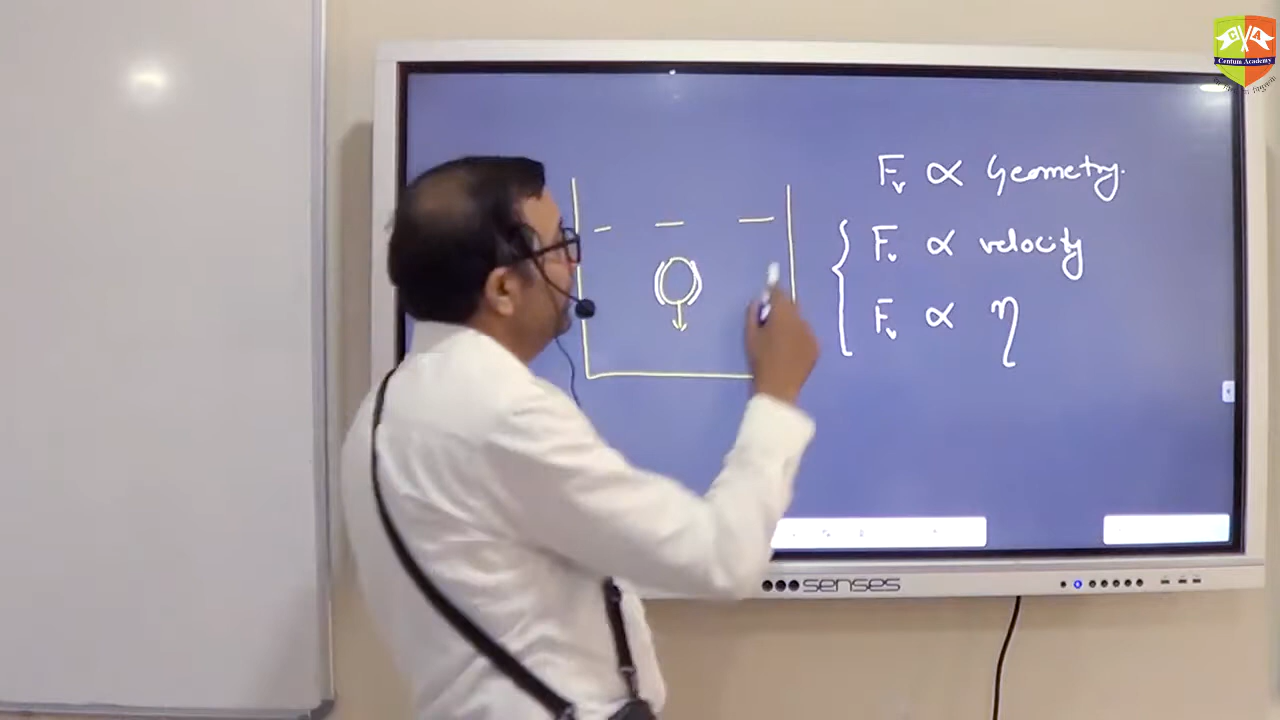 Fv ∝ Geometry.
Fv ∝ velocity
Fv ∝ η
senses
Centum Academy